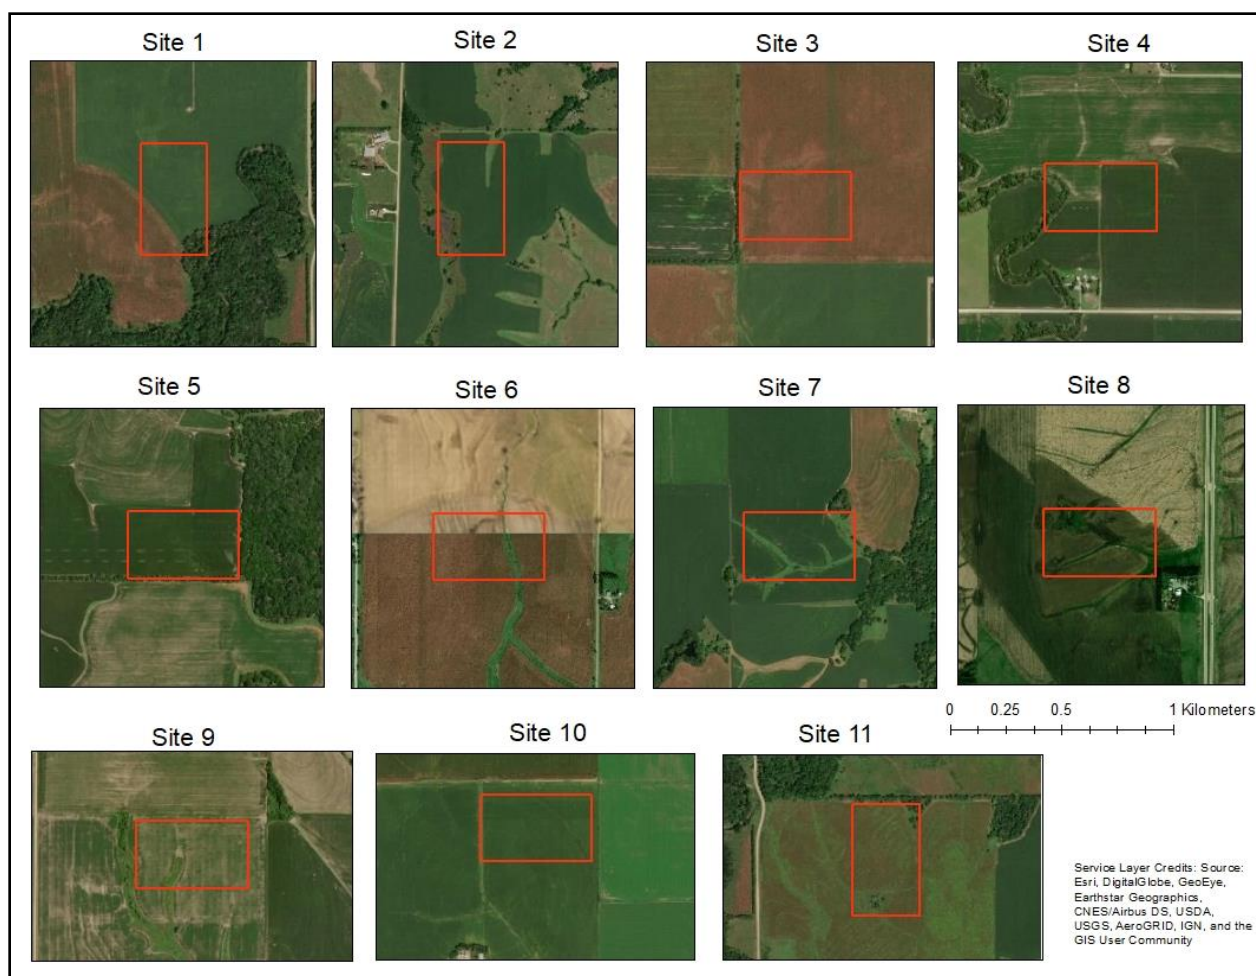 Site 1
Site 2
Site 3
Site 4
Site 5
Site 6
Site 7
Site 8
0 0.25 0.5 1 Kilometers
Site 9
Site 10
Site 11
Service Layer Credits: Source:
Esri, DigitalGlobe, GeoEye,
Earthstar Geographics,
CNES/Airbus DS, USDA,
USGS, AeroGRID, IGN, and the
GIS User Community